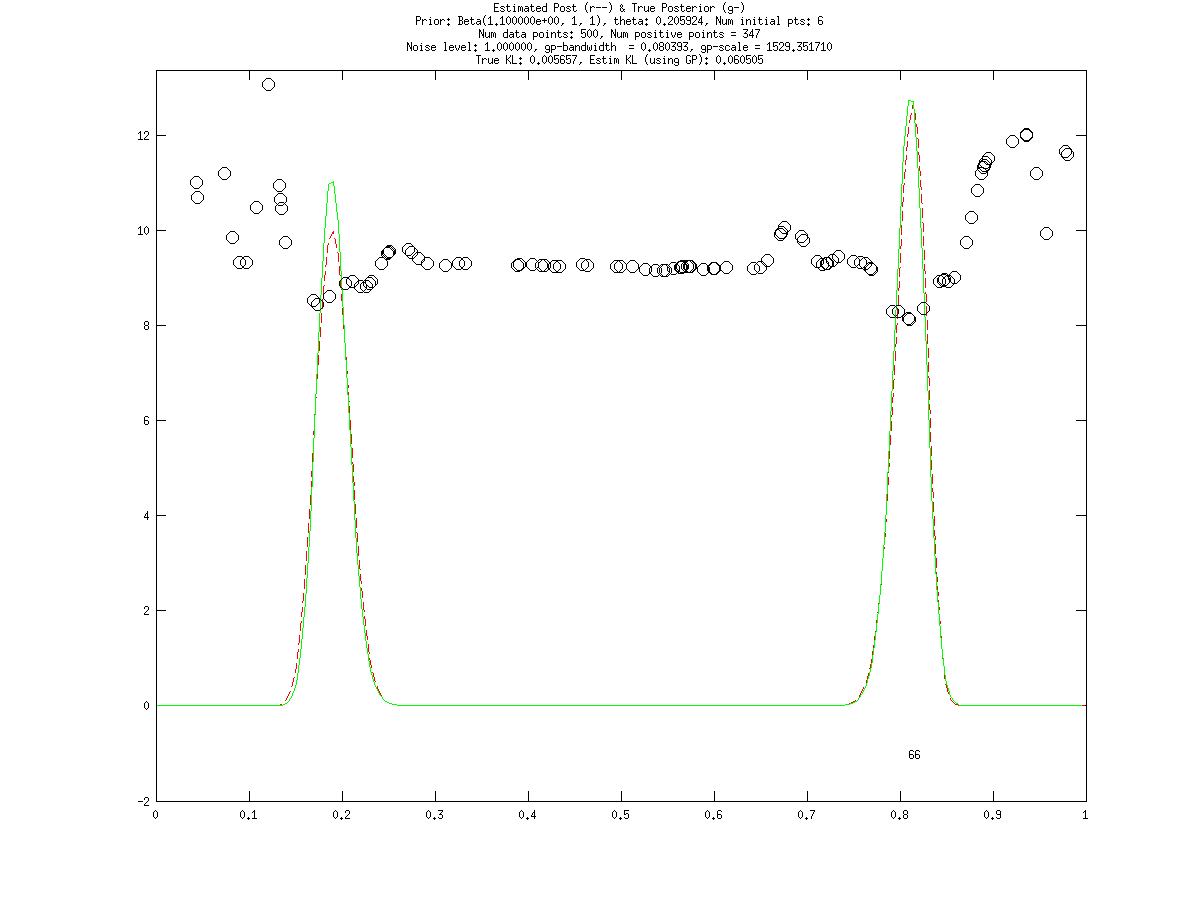 Estimated Post (r--) & True Posterior (g-)
Prior: Beta(1.100000e+00, 1, 1), theta: 0.205924, Num initial pts: 6
Num data points: 500, Num positive points = 347
Noise level: 1.000000, gp-bandwidth  = 0.080393, gp-scale = 1529.351710
True KL: 0.005657, Estim KL (using GP): 0.060505
12
10
8
6
4
2
0
66
-2
0 0.1 0.2 0.3 0.4 0.5 0.6 0.7 0.8 0.9 1